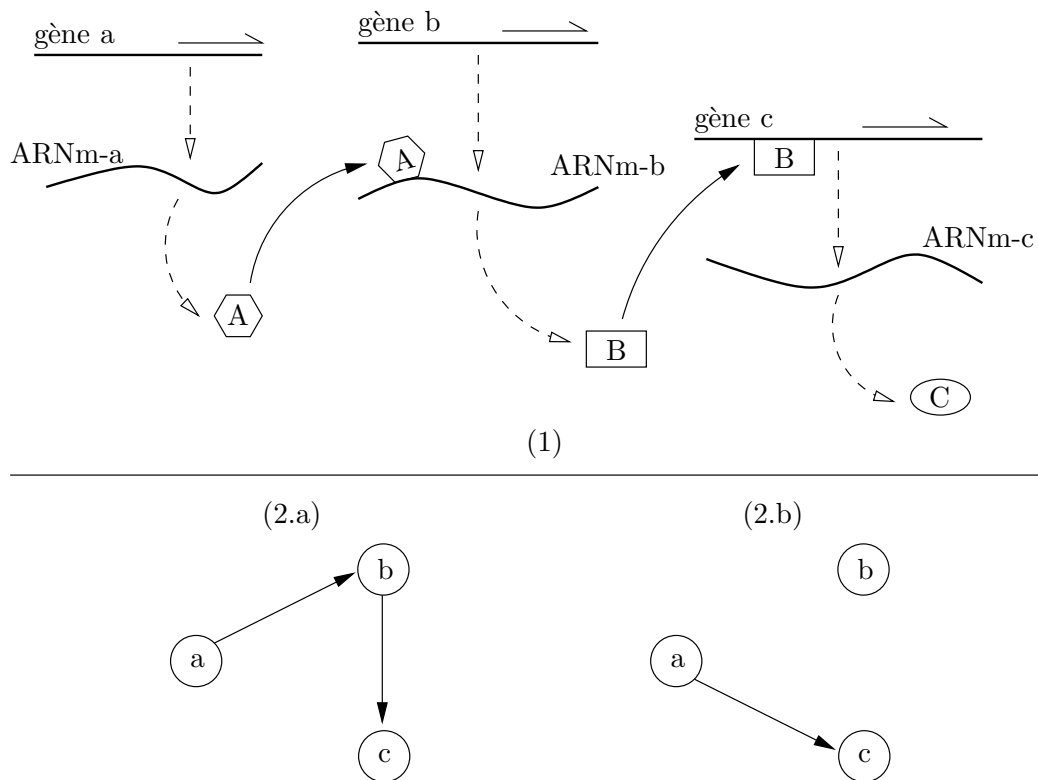 gène a
gène b
gène c
ARNm-a
A
B
ARNm-b
ARNm-c
A
B
C
(1)
(2.a)
(2.b)
b
b
a
a
c
c